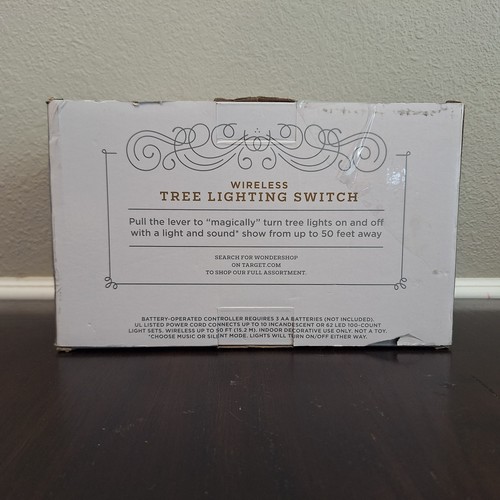 WIRELESS
TREE LIGHTING SWITCH
Pull the lever to "magically" turn tree lights on and off
with a light and sound* show from up to 50 feet away
SEARCH FOR WONDERSHOP
ON TARGET.COM
TO SHOP OUR FULL ASSORTMENT.
BATTERY-OPERATED CONTROLLER REQUIRES 3 AA BATTERIES (NOT INCLUDED).
UL LISTED POWER CORD CONNECTS UP TO 10 INCANDESCENT OR 62 LED 100-COUNT
LIGHT SETS. WIRELESS UP TO 50 FT (15.2 M). INDOOR DECORATIVE USE ONLY. NOT A TOY.
*CHOOSE MUSIC OR SILENT MODE. LIGHTS WILL TURN ON/OFF EITHER WAY.